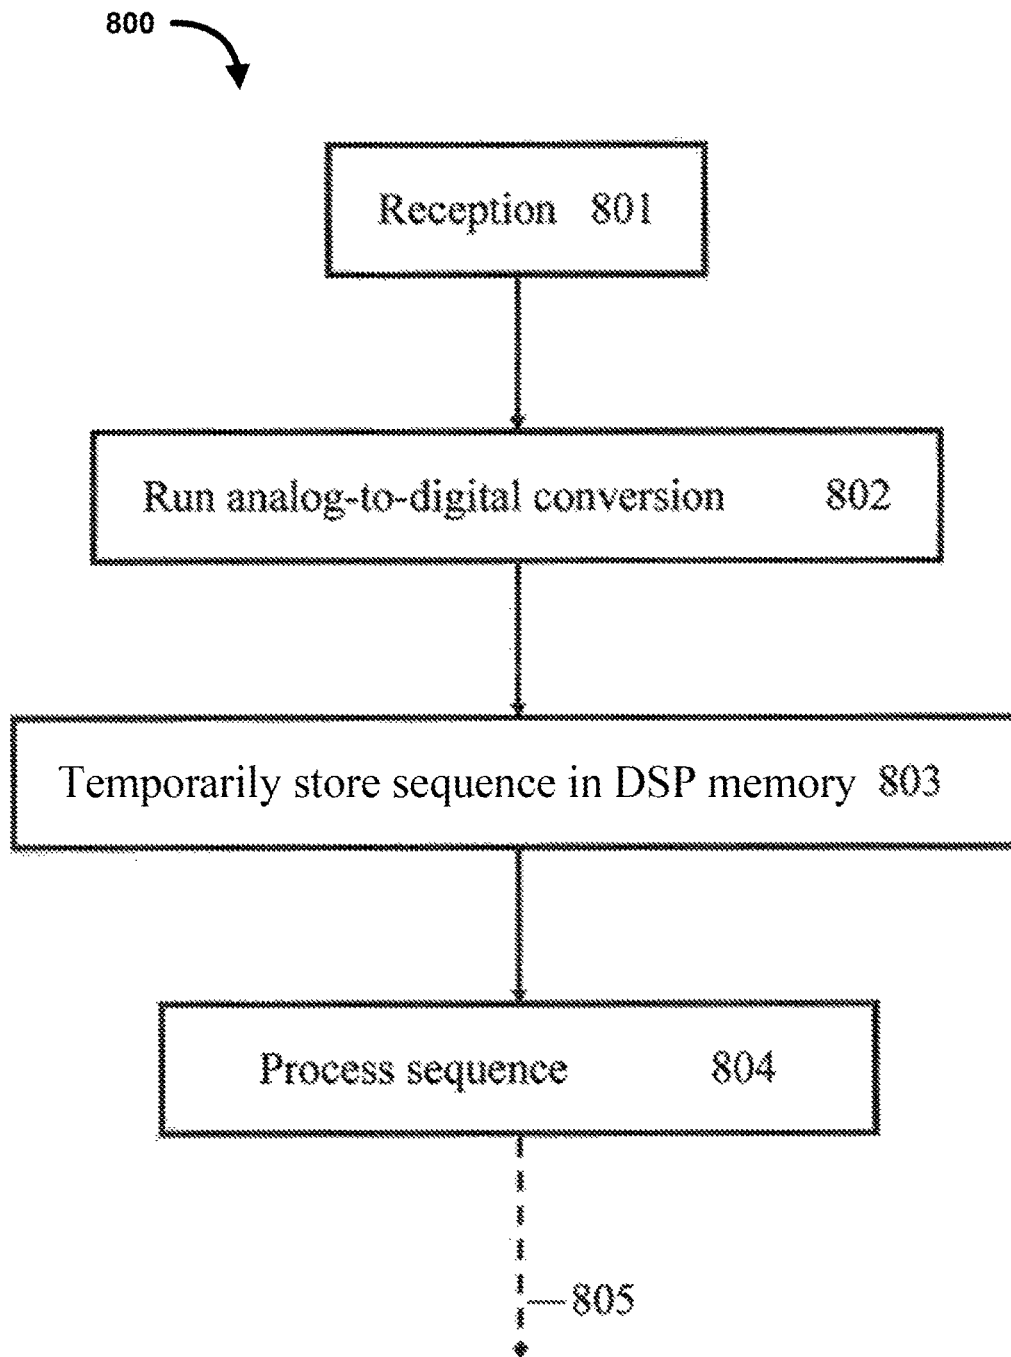 800
Reception 801
Run analog-to-digital conversion 802
Temporarily store sequence in DSP memory 803
Process sequence 804
805